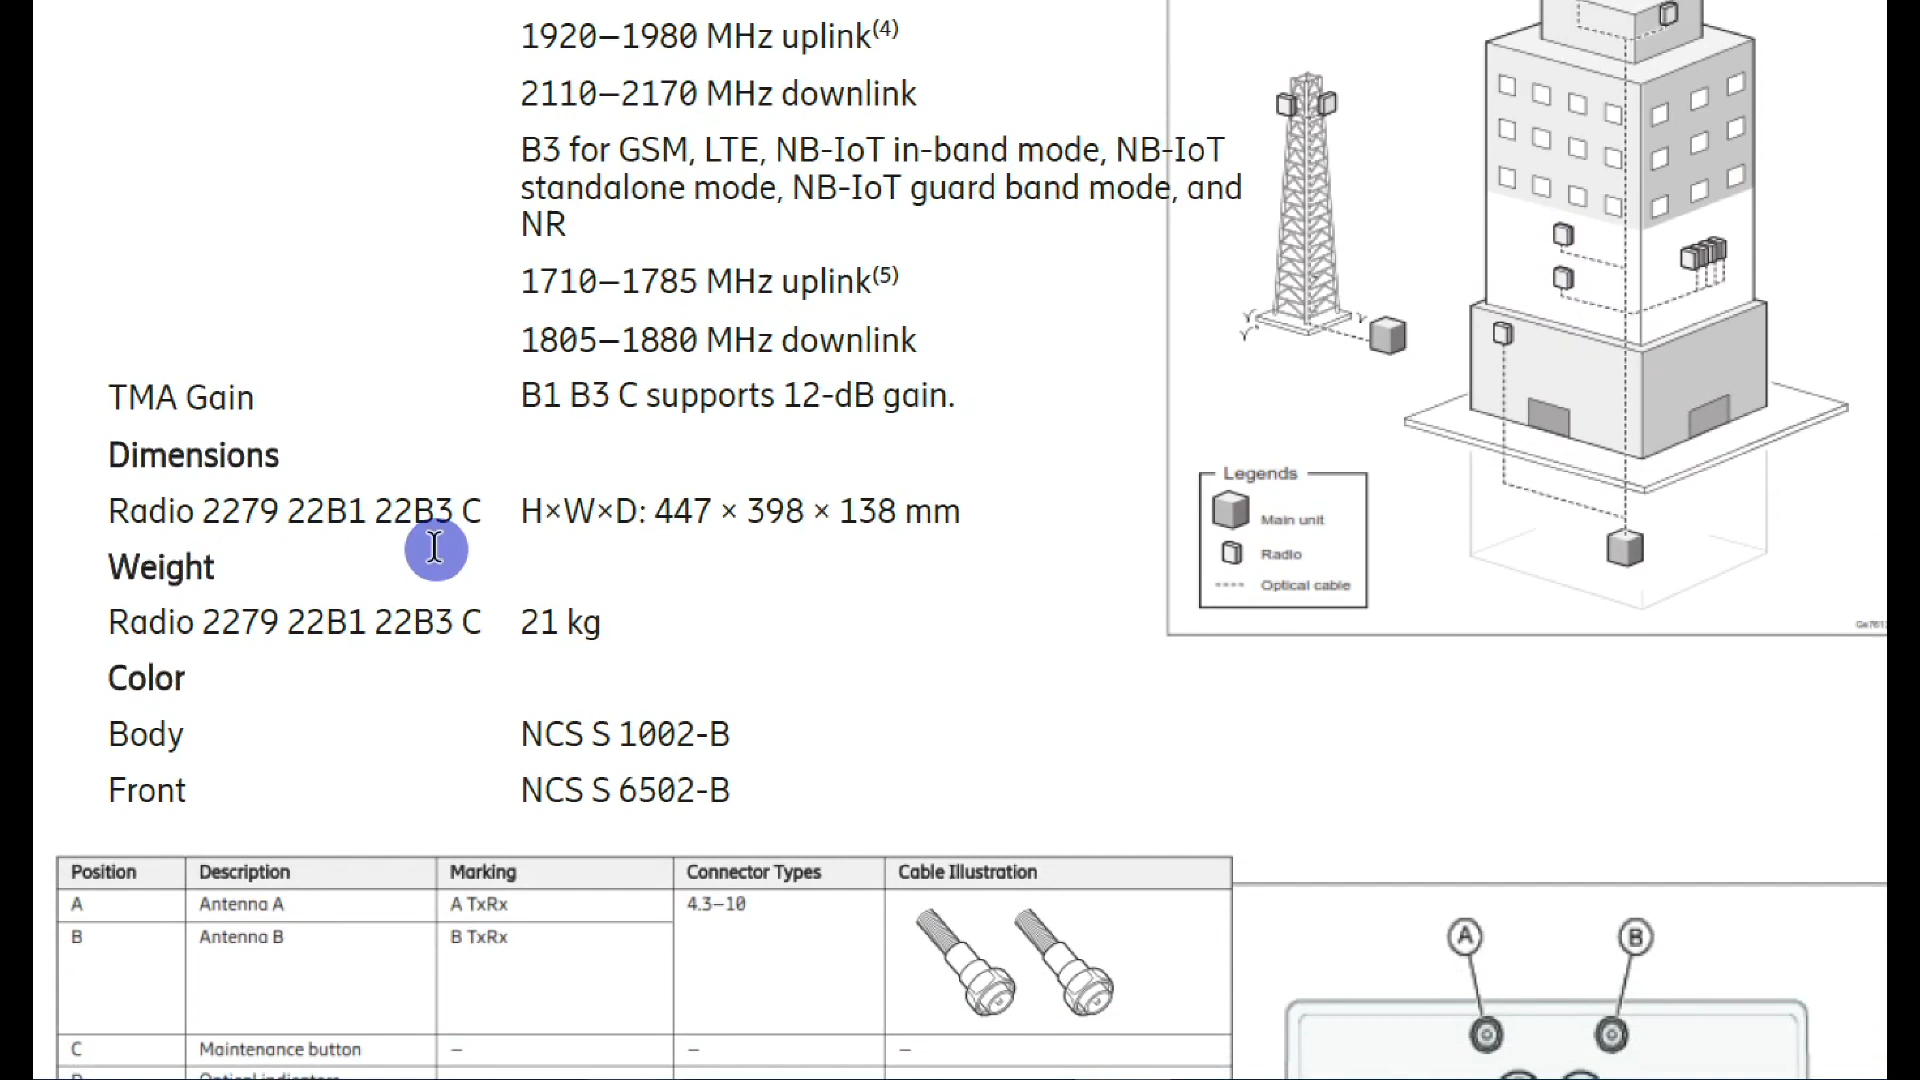 1920–1980 MHz uplink(4)
2110–2170 MHz downlink
B3 for GSM, LTE, NB-IoT in-band mode, NB-IoT
standalone mode, NB-IoT guard band mode, and
NR
1710–1785 MHz uplink(5)
1805–1880 MHz downlink
TMA Gain B1 B3 C supports 12-dB gain.
Dimensions
Radio 2279 22B1 22B3 C H×W×D: 447 × 398 × 138 mm
Weight
Radio 2279 22B1 22B3 C 21 kg
Color
Body NCS S 1002-B
Front NCS S 6502-B
Legends
Main unit
Radio
Optical cable
Position Description Marking Connector Types Cable Illustration
A Antenna A A TxRx 4.3–10
B Antenna B B TxRx
C Maintenance button – – –
A B